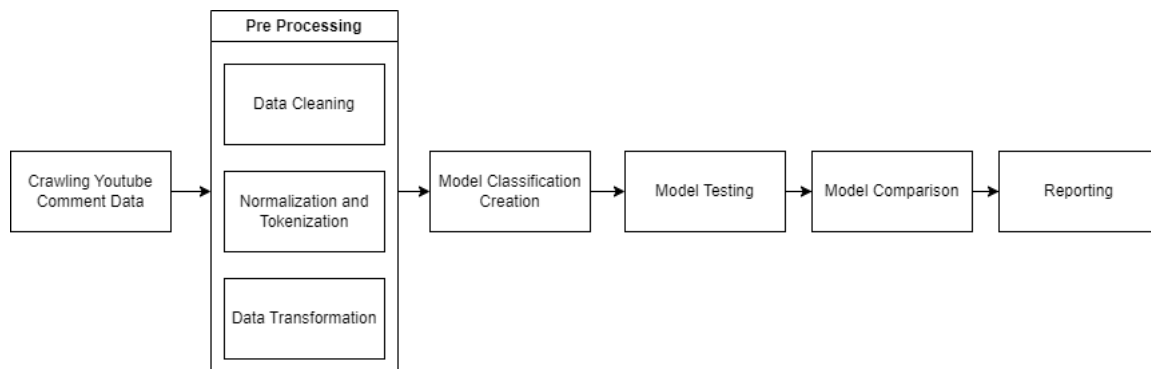 Crawling Youtube
Comment Data
Pre Processing
Data Cleaning
Normalization and
Tokenization
Data Transformation
Model Classification
Creation
Model Testing
Model Comparison
Reporting